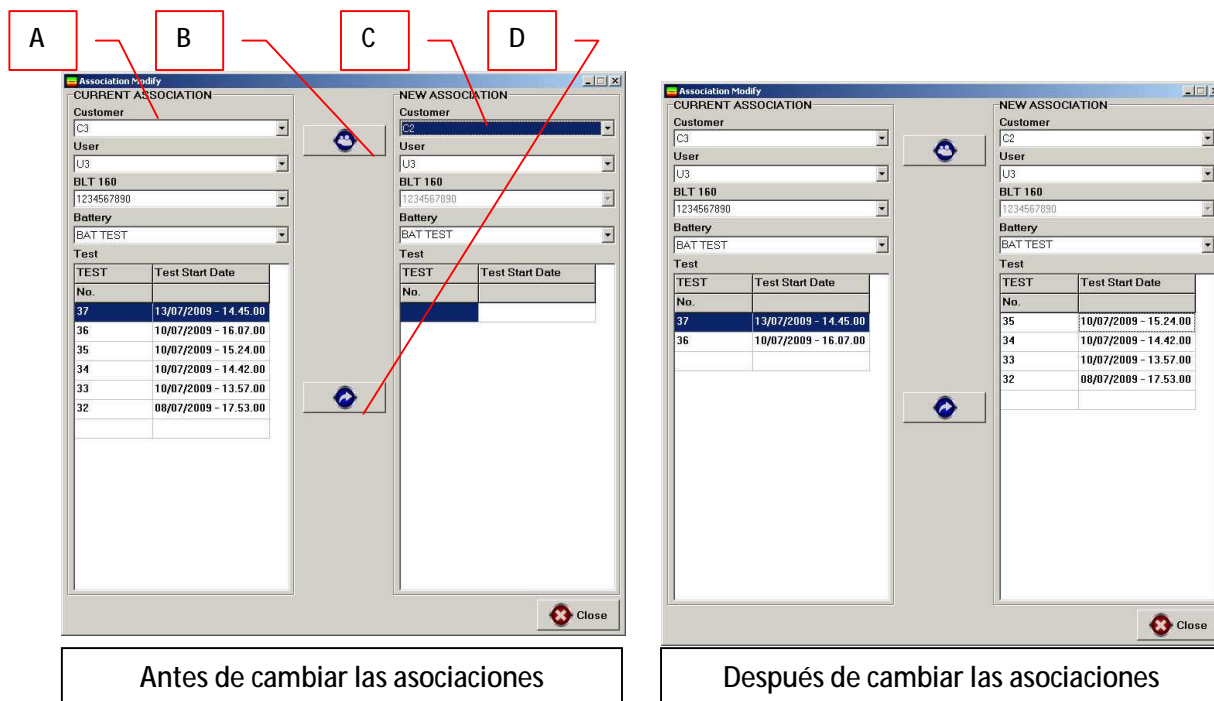 A B C D
Association Modify
CURRENT ASSOCIATION
Customer
C3
User
U3
BLT 160
1234567890
Battery
BAT TEST
Test
TEST Test Start Date
No.
37 13/07/2009 - 14.45.00
36 10/07/2009 - 16.07.00
35 10/07/2009 - 15.24.00
34 10/07/2009 - 14.42.00
33 10/07/2009 - 13.57.00
32 08/07/2009 - 17.53.00
NEW ASSOCIATION
Customer
C2
User
U3
BLT 160
1234567890
Battery
BAT TEST
Test
TEST Test Start Date
No.
Close
Antes de cambiar las asociaciones
Association Modify
CURRENT ASSOCIATION
Customer
C3
User
U3
BLT 160
1234567890
Battery
BAT TEST
Test
TEST Test Start Date
No.
37 13/07/2009 - 14.45.00
36 10/07/2009 - 16.07.00
NEW ASSOCIATION
Customer
C2
User
U3
BLT 160
1234567890
Battery
BAT TEST
Test
TEST Test Start Date
No.
35 10/07/2009 - 15.24.00
34 10/07/2009 - 14.42.00
33 10/07/2009 - 13.57.00
32 08/07/2009 - 17.53.00
Close
Después de cambiar las asociaciones